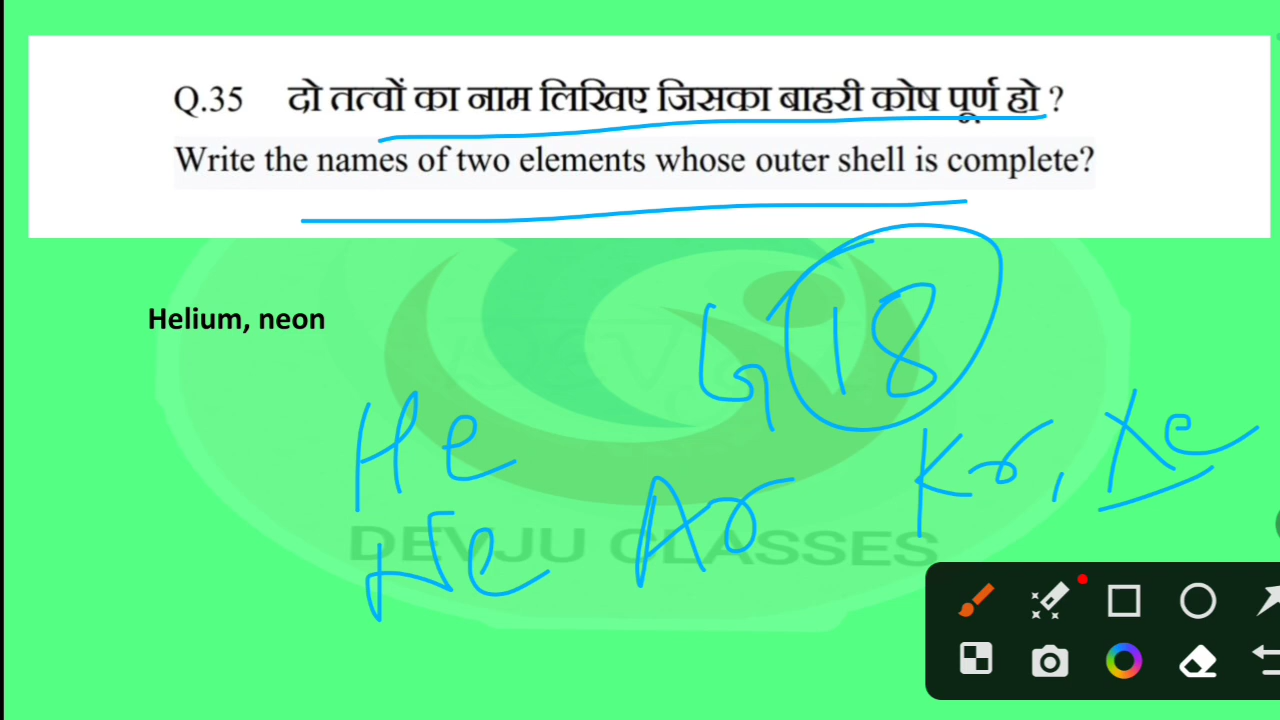 Q.35 दो तत्वों का नाम लिखिए जिसका बाहरी कोष पूर्ण हो ?
Write the names of two elements whose outer shell is complete?
Helium, neon
G 18
He
Ne
Ar
Kr, Xe
DEVJU CLASSES